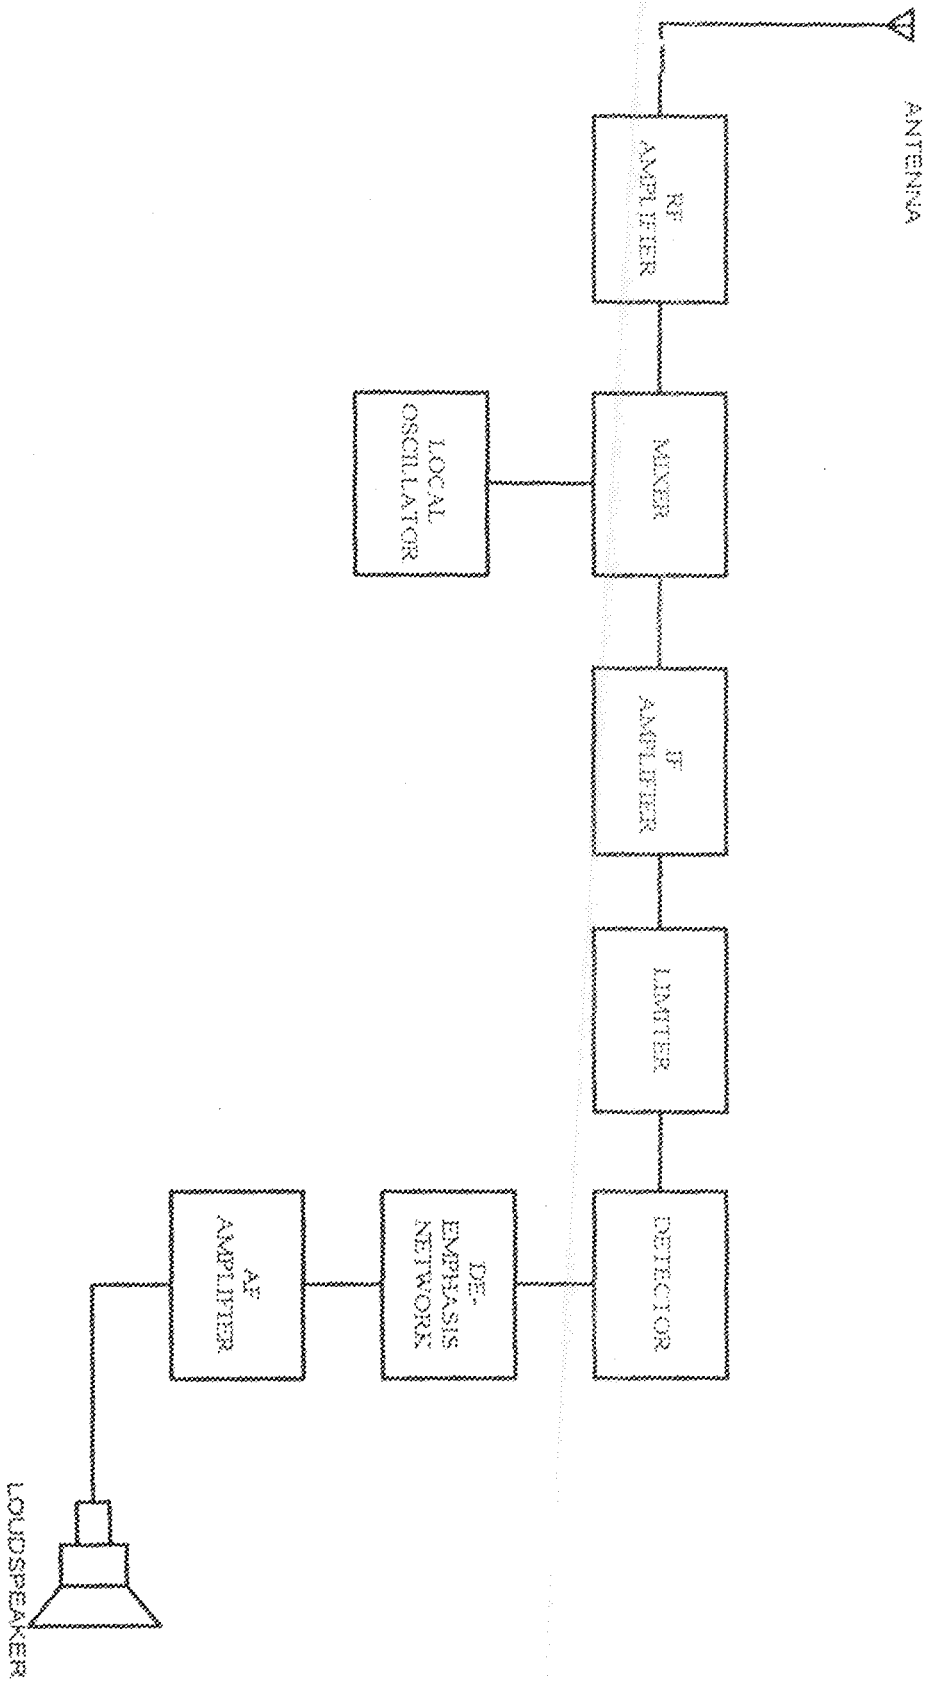 ANTENNA
RF
AMPLIFIER
MIXER
IF
AMPLIFIER
LIMITER
DETECTOR
LOCAL
OSCILLATOR
DE-
EMPHASIS
NETWORK
AF
AMPLIFIER
LOUDSPEAKER